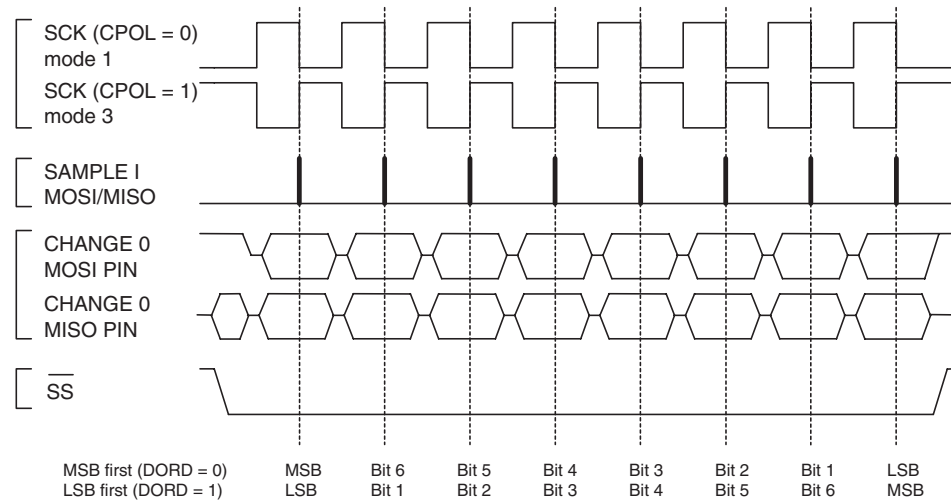 SCK (CPOL = 0)
mode 1
SCK (CPOL = 1)
mode 3
SAMPLE I
MOSI/MISO
CHANGE 0
MOSI PIN
CHANGE 0
MISO PIN
SS
MSB first (DORD = 0) MSB Bit 6 Bit 5 Bit 4 Bit 3 Bit 2 Bit 1 LSB
LSB first (DORD = 1) LSB Bit 1 Bit 2 Bit 3 Bit 4 Bit 5 Bit 6 MSB